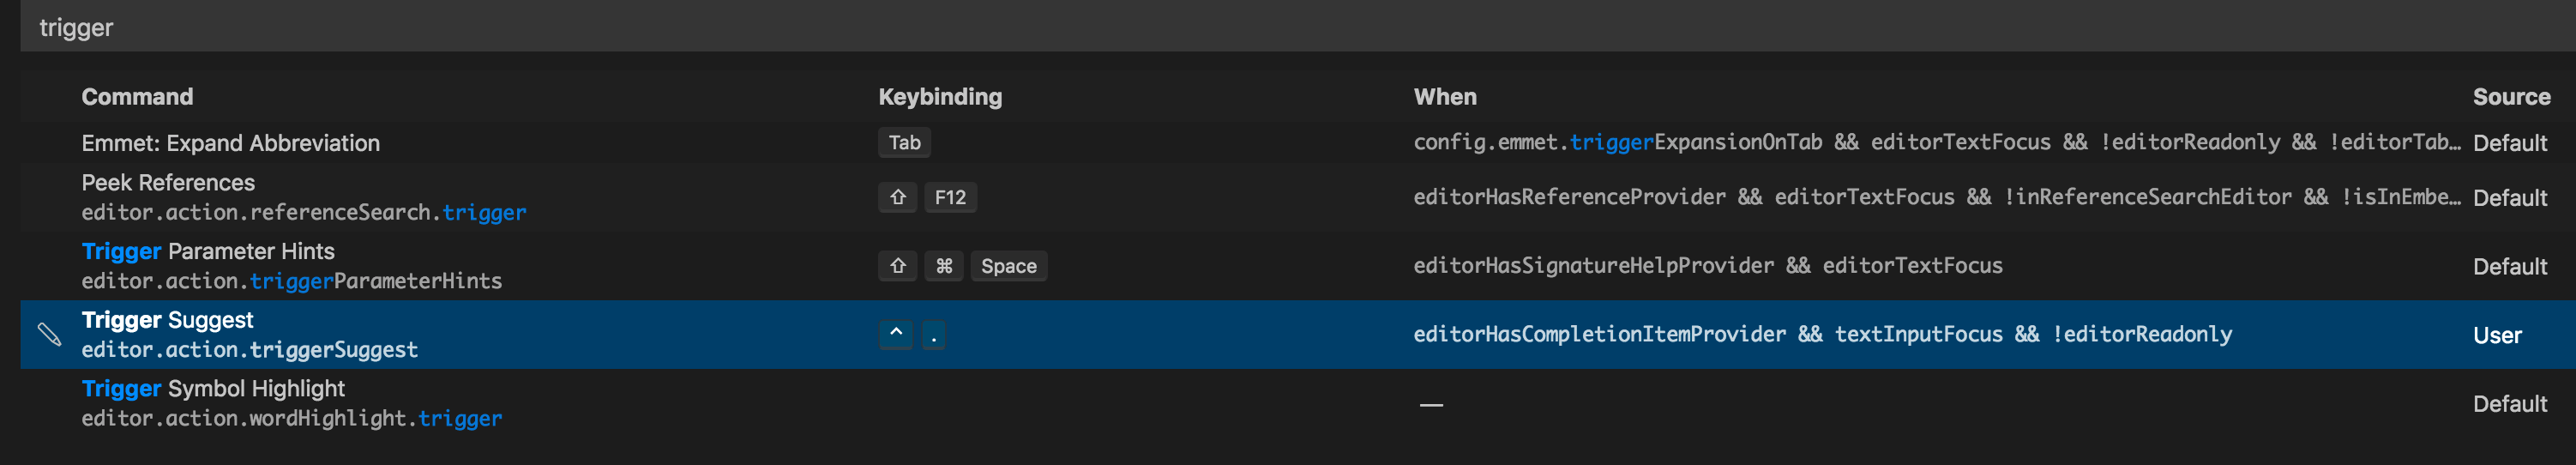 trigger
Command Keybinding When Source
Emmet: Expand Abbreviation Tab config.emmet.triggerExpansionOnTab && editorTextFocus && !editorReadonly && !editorTab… Default
Peek References
editor.action.referenceSearch.trigger ⇧ F12 editorHasReferenceProvider && editorTextFocus && !inReferenceSearchEditor && !isInEmbe… Default
Trigger Parameter Hints
editor.action.triggerParameterHints ⇧ ⌘ Space editorHasSignatureHelpProvider && editorTextFocus Default
Trigger Suggest
editor.action.triggerSuggest ^ . editorHasCompletionItemProvider && textInputFocus && !editorReadonly User
Trigger Symbol Highlight
editor.action.wordHighlight.trigger — Default